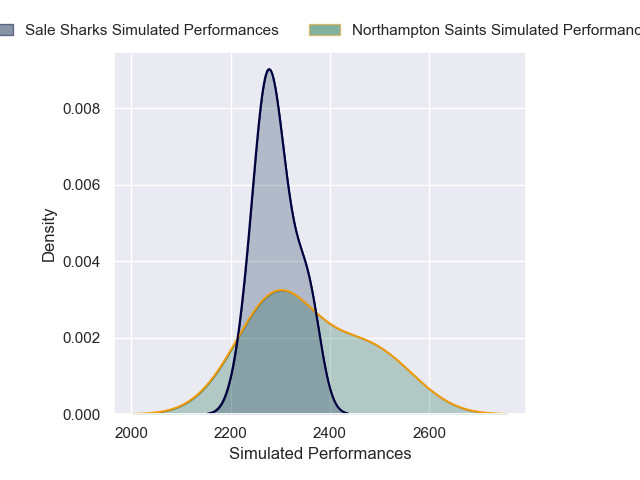 Sale Sharks Simulated Performances
Northampton Saints Simulated
0.008
0.006
0.004
0.002
0.000
Density
2000 2200 2400 2600
Simulated Performances